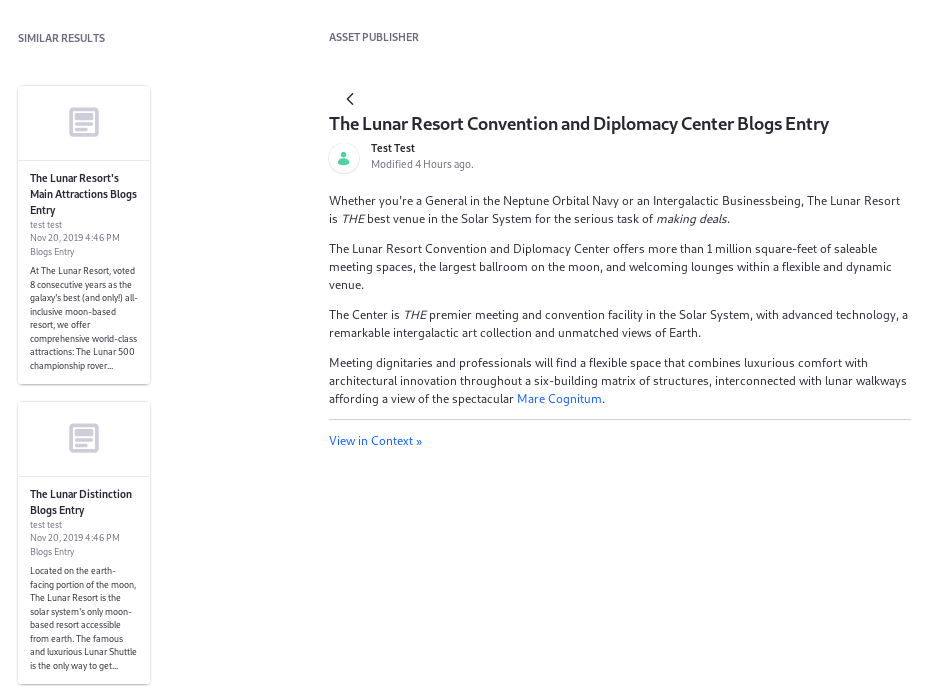 SIMILAR RESULTS
The Lunar Resort's
Main Attractions Blogs
Entry
test test
Nov 20, 2019 4:46 PM
Blogs Entry
At The Lunar Resort, voted
8 consecutive years as the
galaxy's best (and only!) all-
inclusive moon-based
resort, we offer
comprehensive world-class
attractions: The Lunar 500
championship rover...
The Lunar Distinction
Blogs Entry
test test
Nov 20, 2019 4:46 PM
Blogs Entry
Located on the earth-
facing portion of the moon,
The Lunar Resort is the
solar system's only moon-
based resort accessible
from earth. The famous
and luxurious Lunar Shuttle
is the only way to get...
ASSET PUBLISHER
The Lunar Resort Convention and Diplomacy Center Blogs Entry
Test Test
Modified 4 Hours ago.
Whether you're a General in the Neptune Orbital Navy or an Intergalactic Businessbeing, The Lunar Resort
is THE best venue in the Solar System for the serious task of making deals.
The Lunar Resort Convention and Diplomacy Center offers more than 1 million square-feet of saleable
meeting spaces, the largest ballroom on the moon, and welcoming lounges within a flexible and dynamic
venue.
The Center is THE premier meeting and convention facility in the Solar System, with advanced technology, a
remarkable intergalactic art collection and unmatched views of Earth.
Meeting dignitaries and professionals will find a flexible space that combines luxurious comfort with
architectural innovation throughout a six-building matrix of structures, interconnected with lunar walkways
affording a view of the spectacular Mare Cognitum.
View in Context »